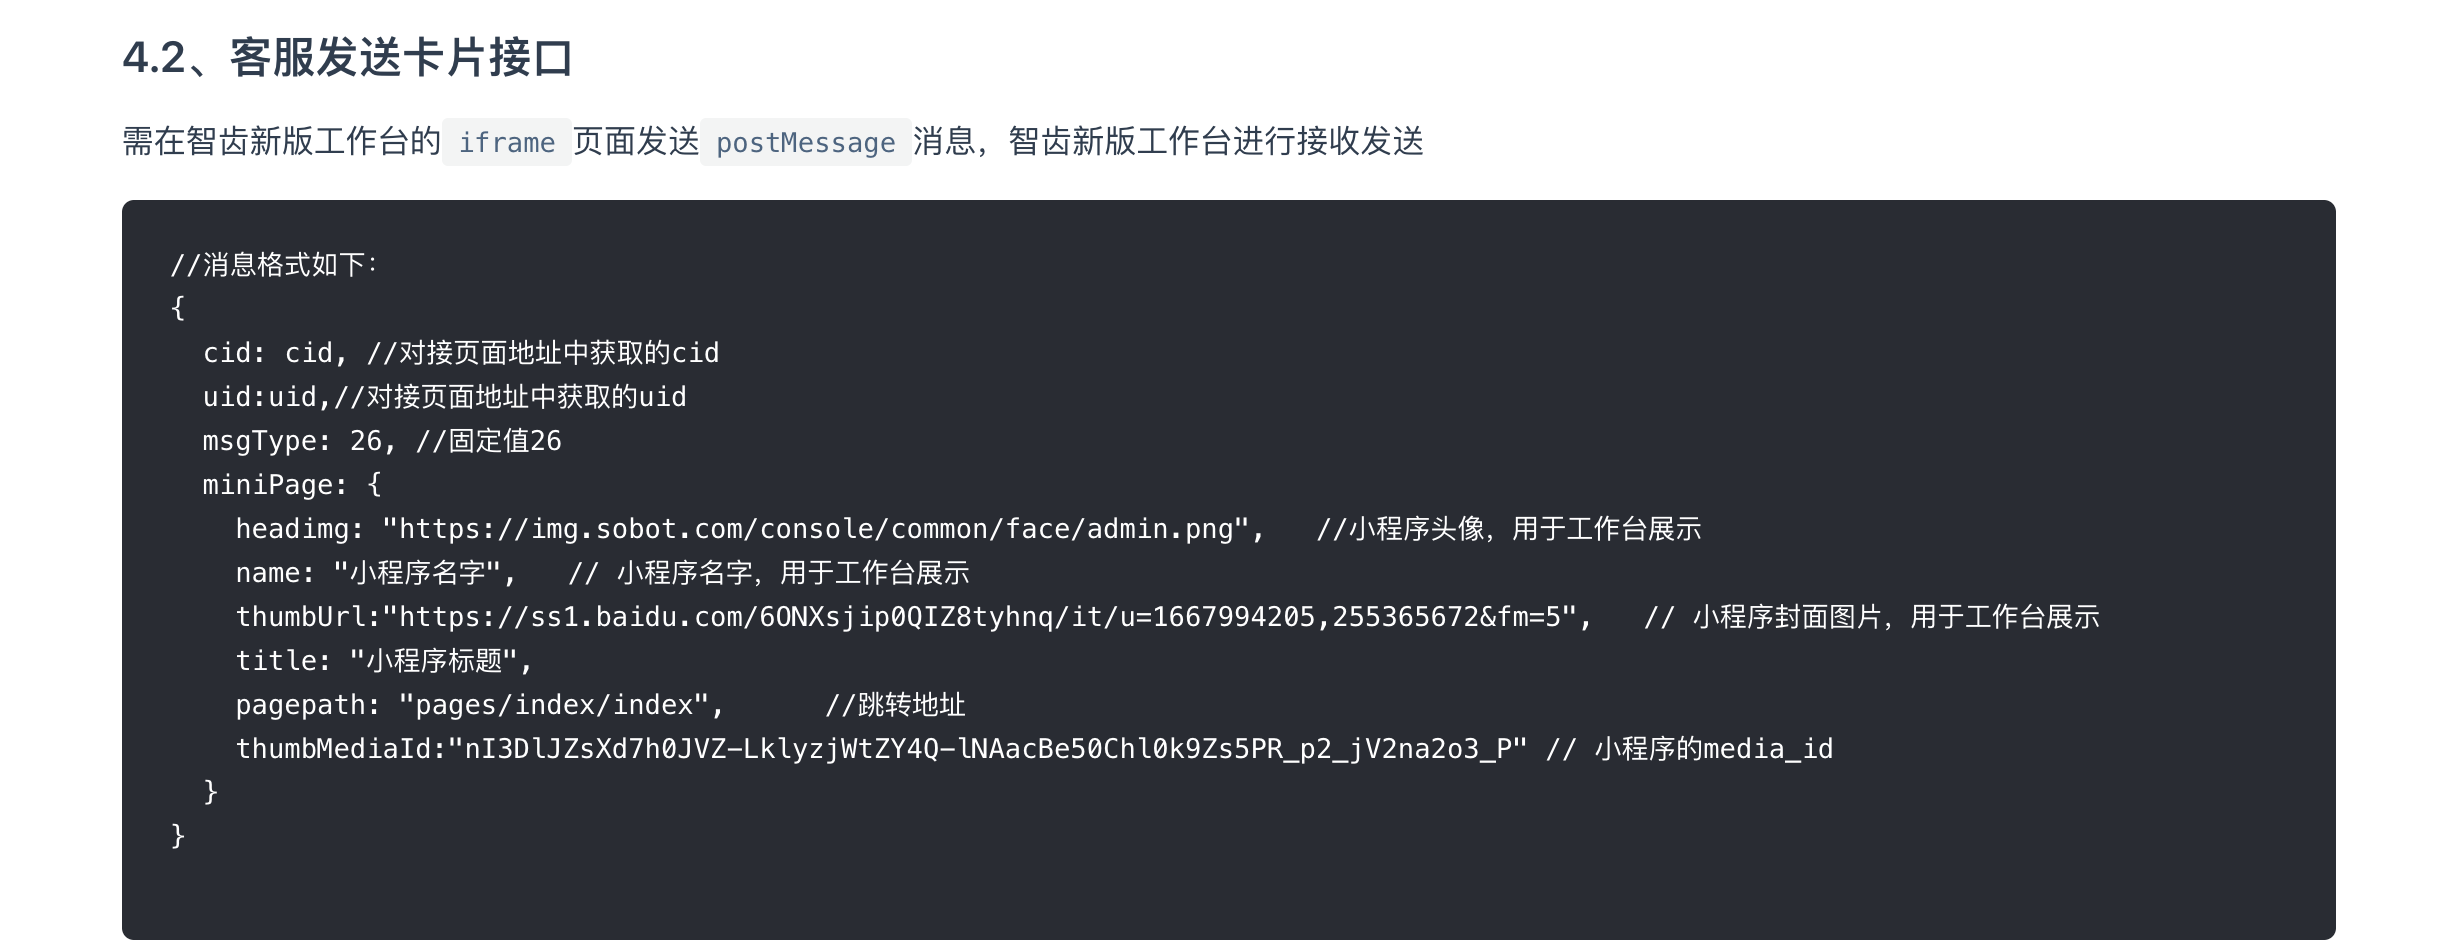 4.2、客服发送卡片接口
需在智齿新版工作台的 iframe 页面发送 postMessage 消息，智齿新版工作台进行接收发送
//消息格式如下：
{
  cid: cid, //对接页面地址中获取的cid
  uid:uid,//对接页面地址中获取的uid
  msgType: 26, //固定值26
  miniPage: {
    headimg: "https://img.sobot.com/console/common/face/admin.png",   //小程序头像，用于工作台展示
    name: "小程序名字",   // 小程序名字，用于工作台展示
    thumbUrl:"https://ss1.baidu.com/6ONXsjip0QIZ8tyhnq/it/u=1667994205,255365672&fm=5",   // 小程序封面图片，用于工作台展示
    title: "小程序标题",
    pagepath: "pages/index/index",      //跳转地址
    thumbMediaId:"nI3DlJZsXd7h0JVZ-LklyzjWtZY4Q-lNAacBe50Chl0k9Zs5PR_p2_jV2na2o3_P" // 小程序的media_id
  }
}